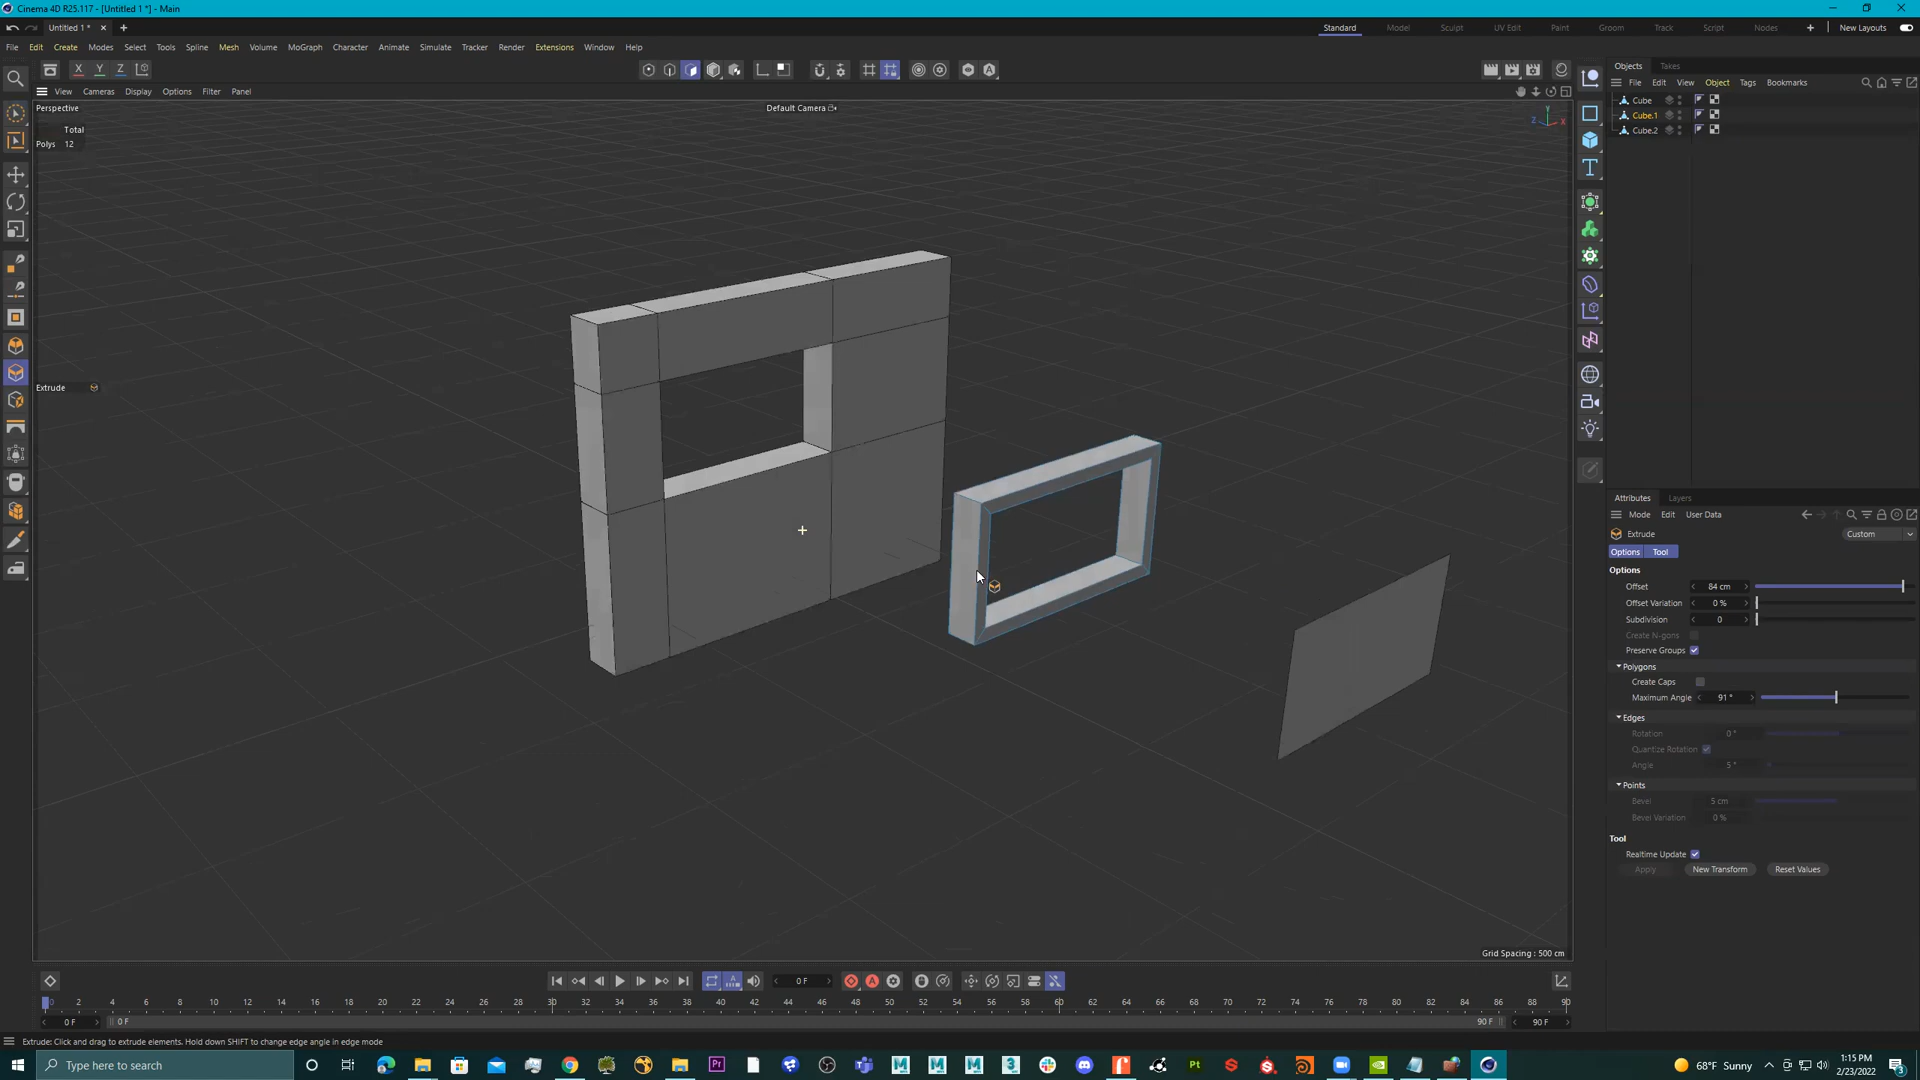 Cinema 4D R25.117 - [Untitled 1 *] - Main
Untitled 1 *
Standard Model Sculpt UV Edit Paint Groom Track Script Nodes New Layouts
File Edit Create Modes Select Tools Spline Mesh Volume MoGraph Character Animate Simulate Tracker Render Extensions Window Help
X Y Z
View Cameras Display Options Filter Panel
Perspective
Default Camera
Total
Polys 12
Y
Z X
Extrude
Grid Spacing : 500 cm
Objects Takes
File Edit View Object Tags Bookmarks
Cube
Cube.1
Cube.2
Attributes Layers
Mode Edit User Data
Extrude Custom
Options Tool
Options
Offset 84 cm
Offset Variation 0 %
Subdivision 0
Create N-gons
Preserve Groups
Polygons
Create Caps
Maximum Angle 91 °
Edges
Rotation 0 °
Quantize Rotation
Angle 5 °
Points
Bevel 5 cm
Bevel Variation 0 %
Tool
Realtime Update
Apply New Transform Reset Values
0 F
0 2 4 6 8 10 12 14 16 18 20 22 24 26 28 30 32 34 36 38 40 42 44 46 48 50 52 54 56 58 60 62 64 66 68 70 72 74 76 78 80 82 84 86 88 90
0 F 0 F 90 F 90 F
Extrude: Click and drag to extrude elements. Hold down SHIFT to change edge angle in edge mode
Type here to search
68°F Sunny
1:15 PM
2/23/2022